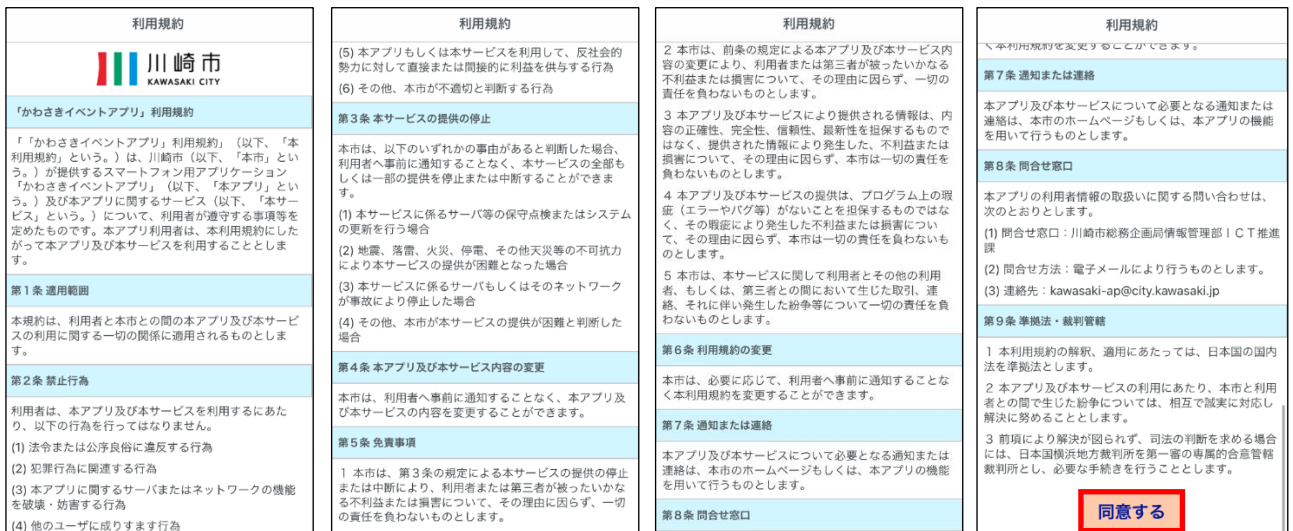 利用規約
川崎市
KAWASAKI CITY
「かわさきイベントアプリ」利用規約
「「かわさきイベントアプリ」利用規約」（以下、「本
利用規約」という。）は、川崎市（以下、「本市」とい
う。）が提供するスマートフォン用アプリケーション
「かわさきイベントアプリ」（以下、「本アプリ」とい
う。）及び本アプリに関するサービス（以下、「本サー
ビス」という。）について、利用者が遵守する事項等を
定めたものです。本アプリ利用者は、本利用規約にした
がって本アプリ及び本サービスを利用することとしま
す。
第１条 適用範囲
本規約は、利用者と本市との間の本アプリ及び本サービ
スの利用に関する一切の関係に適用されるものとしま
す。
第２条 禁止行為
利用者は、本アプリ及び本サービスを利用するにあた
り、以下の行為を行ってはなりません。
(1) 法令または公序良俗に違反する行為
(2) 犯罪行為に関連する行為
(3) 本アプリに関するサーバまたはネットワークの機能
を破壊・妨害する行為
(4) 他のユーザに成りすます行為
利用規約
(5) 本アプリもしくは本サービスを利用して、反社会的
勢力に対して直接または間接的に利益を供与する行為
(6) その他、本市が不適切と判断する行為
第３条 本サービスの提供の停止
本市は、以下のいずれかの事由があると判断した場合、
利用者へ事前に通知することなく、本サービスの全部も
しくは一部の提供を停止または中断することができま
す。
(1) 本サービスに係るサーバ等の保守点検またはシステム
の更新を行う場合
(2) 地震、落雷、火災、停電、その他天災等の不可抗力
により本サービスの提供が困難となった場合
(3) 本サービスに係るサーバもしくはそのネットワーク
が事故により停止した場合
(4) その他、本市が本サービスの提供が困難と判断した
場合
第４条 本アプリ及び本サービス内容の変更
本市は、利用者へ事前に通知することなく、本アプリ及
び本サービスの内容を変更することができます。
第５条 免責事項
１ 本市は、第３条の規定による本サービスの提供の停止
または中断により、利用者または第三者が被ったいかな
る不利益または損害について、その理由に因らず、一切
の責任を負わないものとします。
利用規約
２ 本市は、前条の規定による本アプリ及び本サービス内
容の変更により、利用者または第三者が被ったいかなる
不利益または損害について、その理由に因らず、一切の
責任を負わないものとします。
３ 本アプリ及び本サービスにより提供される情報は、内
容の正確性、完全性、信頼性、最新性を担保するもので
はなく、提供された情報により発生した、不利益または
損害について、その理由に因らず、本市は一切の責任を
負わないものとします。
４ 本アプリ及び本サービスの提供は、プログラム上の瑕
疵（エラーやバグ等）がないことを担保するものではな
く、その瑕疵により発生した不利益または損害につい
て、その理由に因らず、本市は一切の責任を負わないも
のとします。
５ 本市は、本サービスに関して利用者とその他の利用
者、もしくは、第三者との間において生じた取引、連
絡、それに伴い発生した紛争等について一切の責任を負
わないものとします。
第６条 利用規約の変更
本市は、必要に応じて、利用者へ事前に通知することな
く本利用規約を変更することができます。
第７条 通知または連絡
本アプリ及び本サービスについて必要となる通知または
連絡は、本市のホームページもしくは、本アプリの機能
を用いて行うものとします。
第８条 問合せ窓口
利用規約
く本利用規約を変更することができます。
第７条 通知または連絡
本アプリ及び本サービスについて必要となる通知または
連絡は、本市のホームページもしくは、本アプリの機能
を用いて行うものとします。
第８条 問合せ窓口
本アプリの利用者情報の取扱いに関する問い合わせは、
次のとおりとします。
(1) 問合せ窓口：川崎市総務企画局情報管理部ＩＣＴ推進
課
(2) 問合せ方法：電子メールにより行うものとします。
(3) 連絡先：kawasaki-ap@city.kawasaki.jp
第９条 準拠法・裁判管轄
１ 本利用規約の解釈、適用にあたっては、日本国の国内
法を準拠法とします。
２ 本アプリ及び本サービスの利用にあたり、本市と利用
者との間で生じた紛争については、相互で誠実に対応し
解決に努めることとします。
３ 前項により解決が図られず、司法の判断を求める場合
には、日本国横浜地方裁判所を第一審の専属的合意管轄
裁判所とし、必要な手続きを行うこととします。
同意する